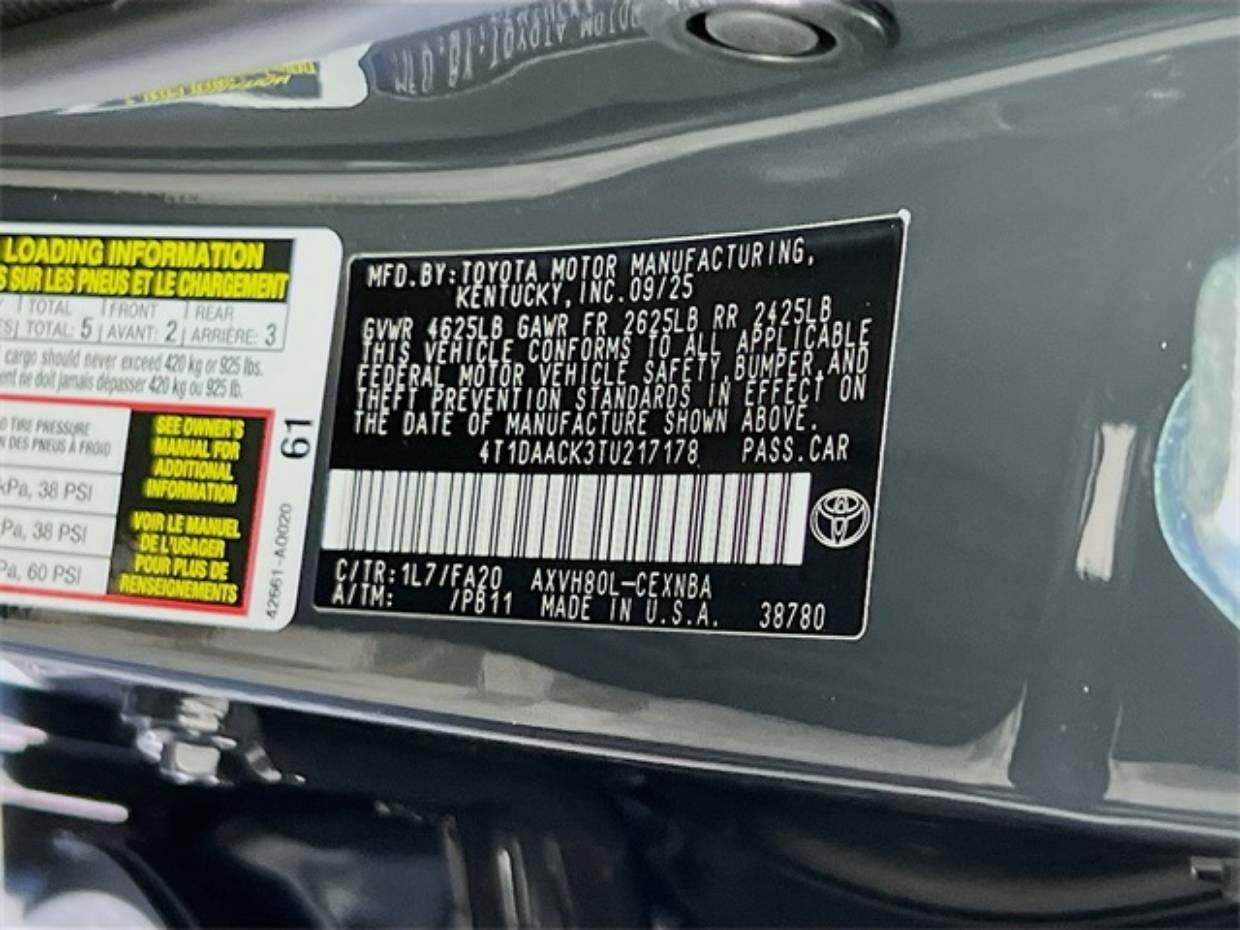 LOADING INFORMATION
SUR LES PNEUS ET LE CHARGEMENT
TOTAL FRONT REAR
TOTAL: 5 AVANT: 2 ARRIÈRE: 3
cargo should never exceed 420 kg or 925 lbs.
ne doit jamais dépasser 420 kg ou 925 lb.
TIRE PRESSURE
DES PNEUS À FROID
kPa, 38 PSI
38 PSI
60 PSI
SEE OWNER'S
MANUAL FOR
ADDITIONAL
INFORMATION
VOIR LE MANUEL
DE L'USAGER
POUR PLUS DE
RENSEIGNEMENTS
61
42661-A0020
MFD.BY:TOYOTA MOTOR MANUFACTURING,
KENTUCKY,INC.09/25
GVWR 4625LB GAWR FR 2625LB RR 2425LB
THIS VEHICLE CONFORMS TO ALL APPLICABLE
FEDERAL MOTOR VEHICLE SAFETY,BUMPER,AND
THEFT PREVENTION STANDARDS IN EFFECT ON
THE DATE OF MANUFACTURE SHOWN ABOVE.
4T1DAACK3TU217178 PASS.CAR
C/TR:1L7/FA20 AXVH80L-CEXNBA
A/TM: /PB11 MADE IN U.S.A. 38780